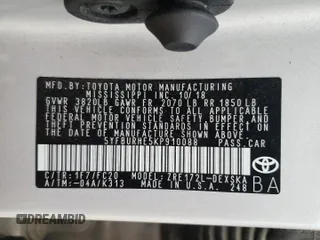 MFD. BY:TOYOTA MOTOR MANUFACTURING
MISSISSIPPI INC. 10/18
GVWR 3820LB GAWR FR 2070 LB RR 1850 LB
THIS VEHICLE CONFORMS TO ALL APPLICABLE
FEDERAL MOTOR VEHICLE SAFETY, BUMPER AND
THEFT PREVENTION STANDARDS IN EFFECT ON
THE DATE OF MANUFACTURE SHOWN ABOVE.
5YFBURHE5KP910088 PASS.CAR
C/TR: 1F7/FC20 MODEL: ZRE172L-DEXSKA
A/TM: -04A/K313 MADE IN U.S.A. 248
BA
TOYOTA
© AUTOBIDMD